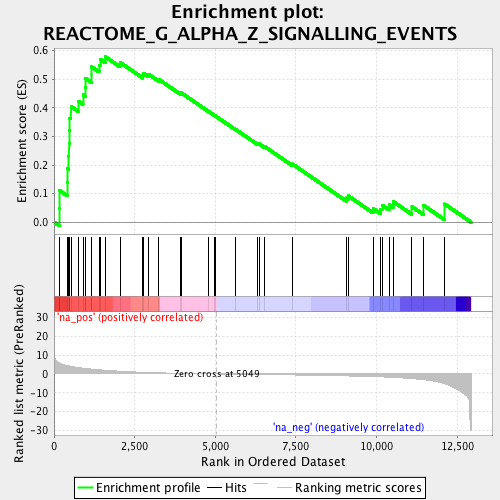 Enrichment plot:
REACTOME_G_ALPHA_Z_SIGNALLING_EVENTS
Enrichment score (ES)
0.6
0.5
0.4
0.3
0.2
0.1
0.0
'na_pos' (positively correlated)
Ranked list metric (PreRanked)
30
20
10
0
-10
-20
-30
Zero cross at 5049
'na_neg' (negatively correlated)
0
2,500
5,000
7,500
10,000
12,500
Rank in Ordered Dataset
Enrichment profile
Hits
Ranking metric scores